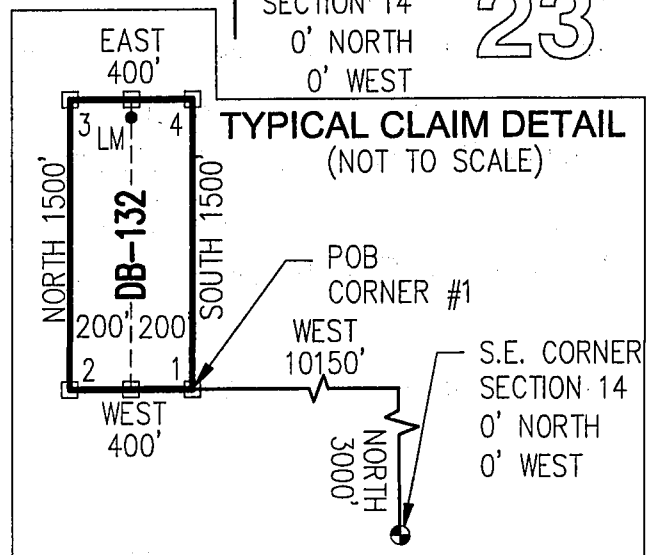 SECTION 14
0' NORTH
0' WEST
23
EAST
400'
3
4
LM
TYPICAL CLAIM DETAIL
(NOT TO SCALE)
NORTH 1500'
DB-132
SOUTH 1500'
POB
CORNER #1
200'
200'
2
1
WEST
10150'
WEST
400'
NORTH
3000'
S.E. CORNER
SECTION 14
0' NORTH
0' WEST